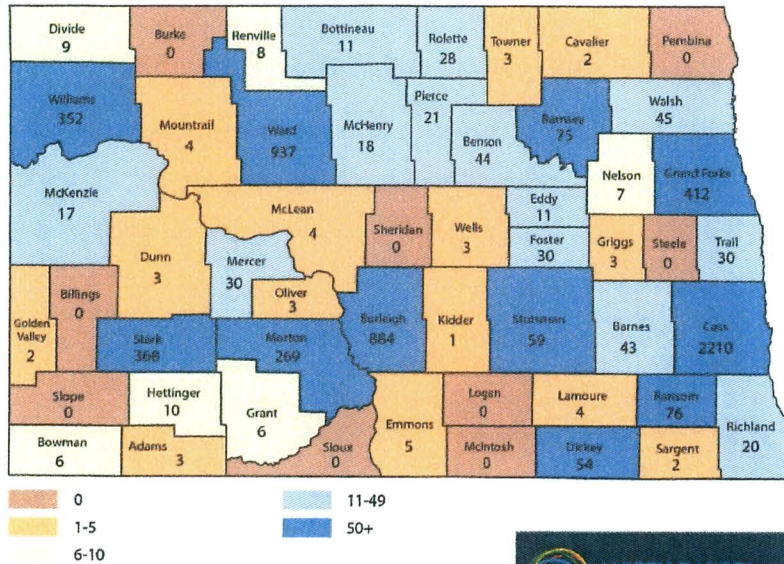 Divide
9
Burke
0
Renville
8
Bottineau
11
Rolette
28
Towner
3
Cavalier
2
Pembina
0
Williams
352
Mountrail
4
Ward
937
McHenry
18
Pierce
21
Benson
44
Ramsey
75
Walsh
45
Nelson
7
Grand Forks
412
McKenzie
17
Dunn
3
McLean
4
Mercer
30
Oliver
3
Sheridan
0
Wells
3
Eddy
11
Foster
30
Griggs
3
Steele
0
Trail
30
Golden
Valley
2
Billings
0
Stark
368
Morton
269
Burleigh
884
Kidder
1
Stutsman
59
Barnes
43
Cass
2210
Slope
0
Hettinger
10
Grant
6
Bowman
6
Adams
3
Sioux
0
Emmons
5
Logan
0
McIntosh
0
Lamoure
4
Dickey
54
Ransom
76
Sargent
2
Richland
20
0
1-5
6-10
11-49
50+